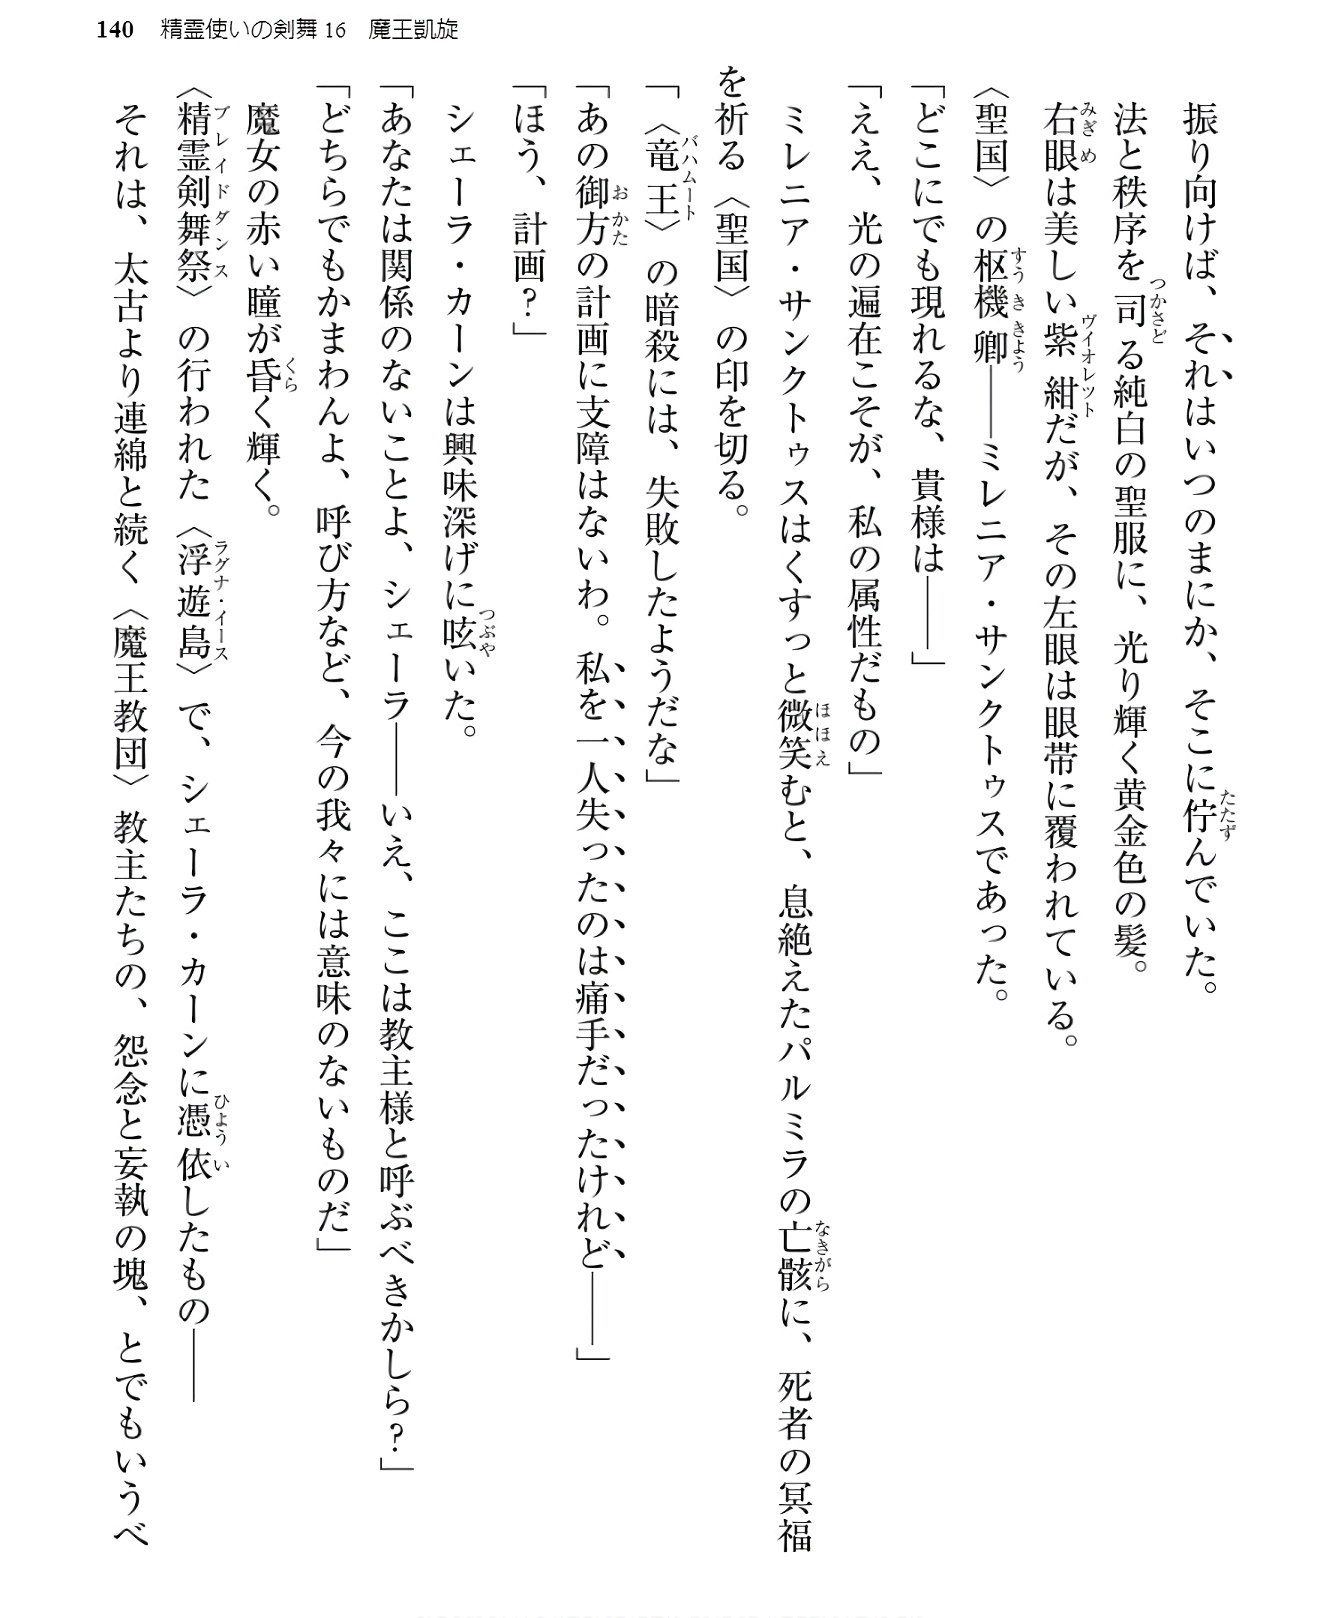 140 精霊使いの剣舞16 魔王凱旋
振り向けば、それはいつのまにか、そこに佇んでいた。
法と秩序を司る純白の聖服に、光り輝く黄金色の髪。
右眼は美しい紫紺だが、その左眼は眼帯に覆われている。
〈聖国〉の枢機卿――ミレニア・サンクトゥスであった。
「どこにでも現れるな、貴様は――」
「ええ、光の遍在こそが、私の属性だもの」
ミレニア・サンクトゥスはくすっと微笑むと、息絶えたパルミラの亡骸に、死者の冥福
を祈る〈聖国〉の印を切る。
「〈竜王〉の暗殺には、失敗したようだな」
「あの御方の計画に支障はないわ。私を一人失ったのは痛手だったけれど――」
「ほう、計画?」
シェーラ・カーンは興味深げに呟いた。
「あなたは関係のないことよ、シェーラ――いえ、ここは教主様と呼ぶべきかしら?」
「どちらでもかまわんよ、呼び方など、今の我々には意味のないものだ」
魔女の赤い瞳が昏く輝く。
〈精霊剣舞祭〉の行われた〈浮遊島〉で、シェーラ・カーンに憑依したもの――
それは、太古より連綿と続く〈魔王教団〉教主たちの、怨念と妄執の塊、とでもいうべ